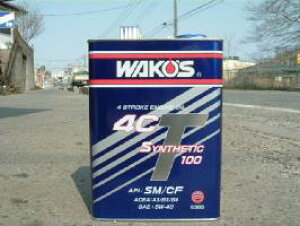 WAKO'S
4 STROKE ENGINE OIL
4CT
SYNTHETIC
100
API: SM/CF
ACEA: A3/B3/B4
SAE: 5W-40